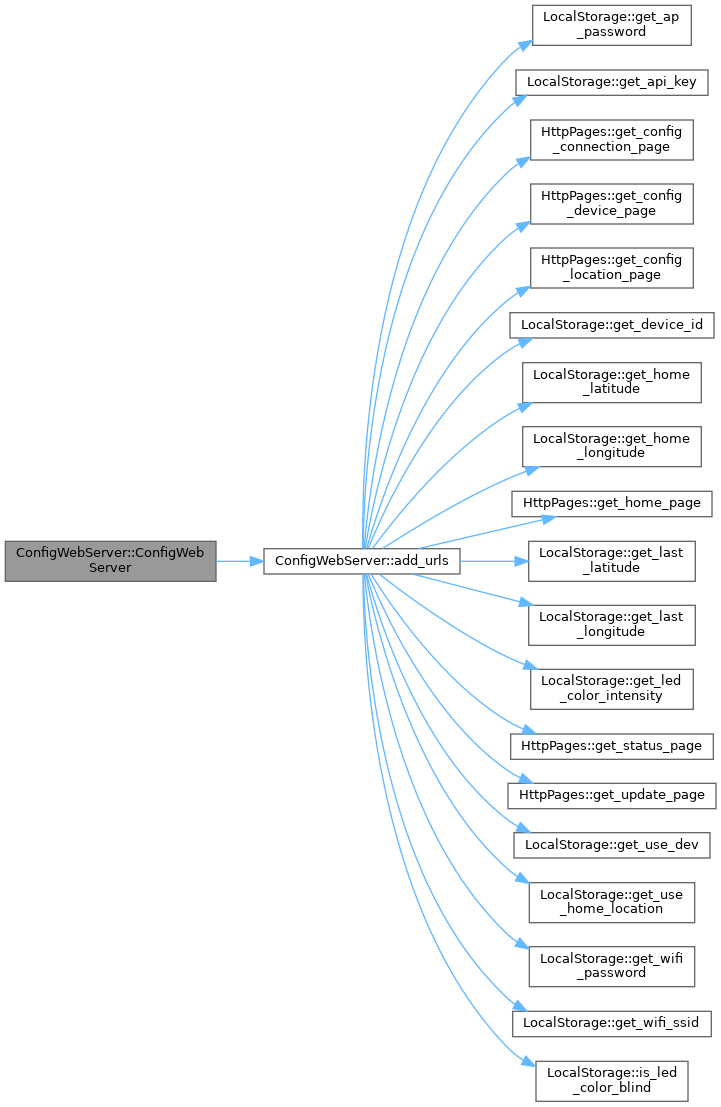 LocalStorage::get_ap
_password
LocalStorage::get_api_key
HttpPages::get_config
_connection_page
HttpPages::get_config
_device_page
HttpPages::get_config
_location_page
LocalStorage::get_device_id
LocalStorage::get_home
_latitude
LocalStorage::get_home
_longitude
HttpPages::get_home_page
ConfigWebServer::ConfigWeb
Server
ConfigWebServer::add_urls
LocalStorage::get_last
_latitude
LocalStorage::get_last
_longitude
LocalStorage::get_led
_color_intensity
HttpPages::get_status_page
HttpPages::get_update_page
LocalStorage::get_use_dev
LocalStorage::get_use
_home_location
LocalStorage::get_wifi
_password
LocalStorage::get_wifi_ssid
LocalStorage::is_led
_color_blind